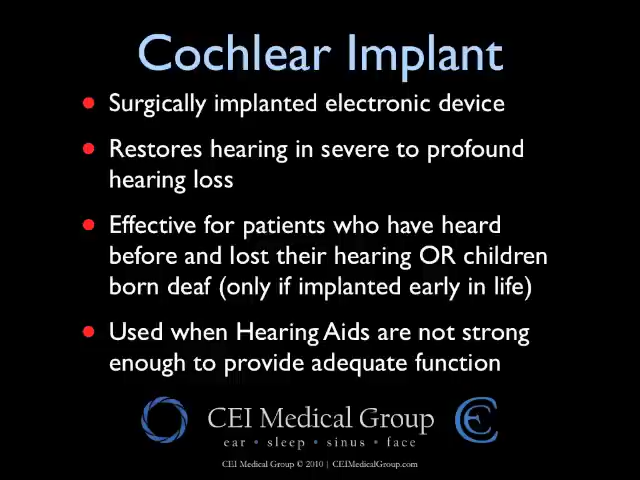 Cochlear Implant
• Surgically implanted electronic device
• Restores hearing in severe to profound
hearing loss
• Effective for patients who have heard
before and lost their hearing OR children
born deaf (only if implanted early in life)
• Used when Hearing Aids are not strong
enough to provide adequate function
CEI Medical Group
ear • sleep • sinus • face
CEI Medical Group © 2010 | CEIMedicalGroup.com